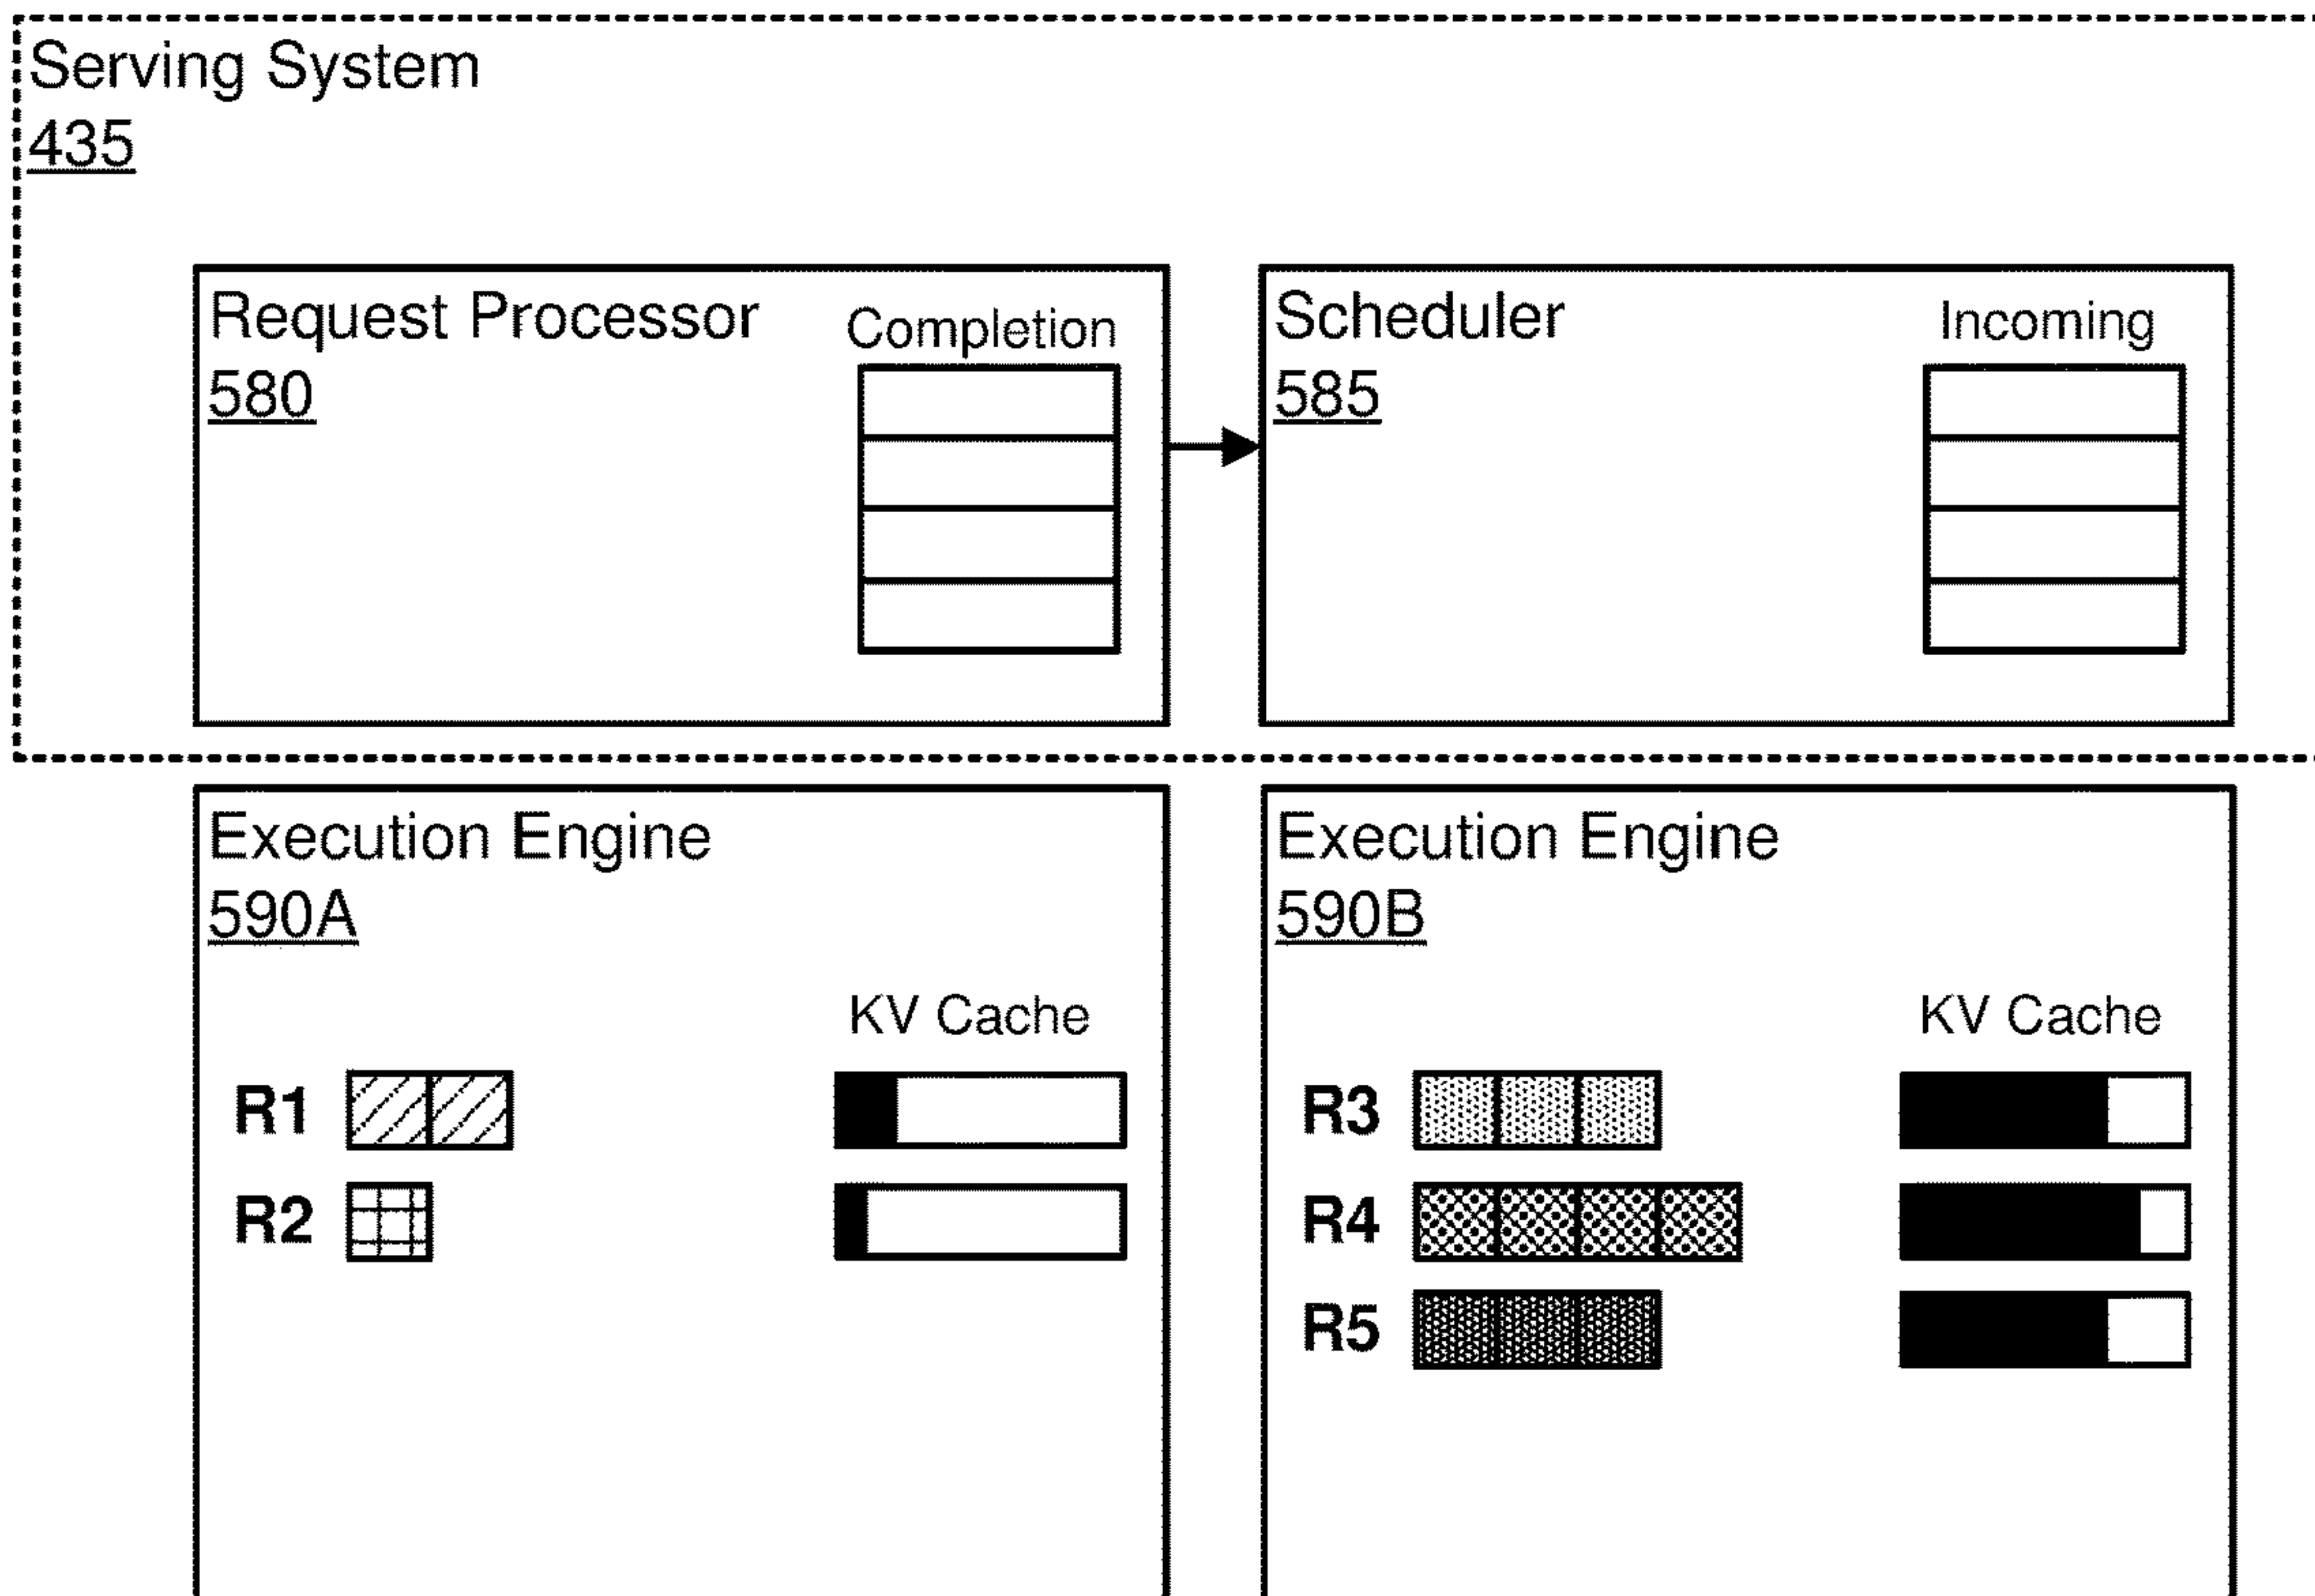 Serving System
435
Request Processor
580
Completion
Scheduler
585
Incoming
Execution Engine
590A
KV Cache
R1
R2
Execution Engine
590B
KV Cache
R3
R4
R5